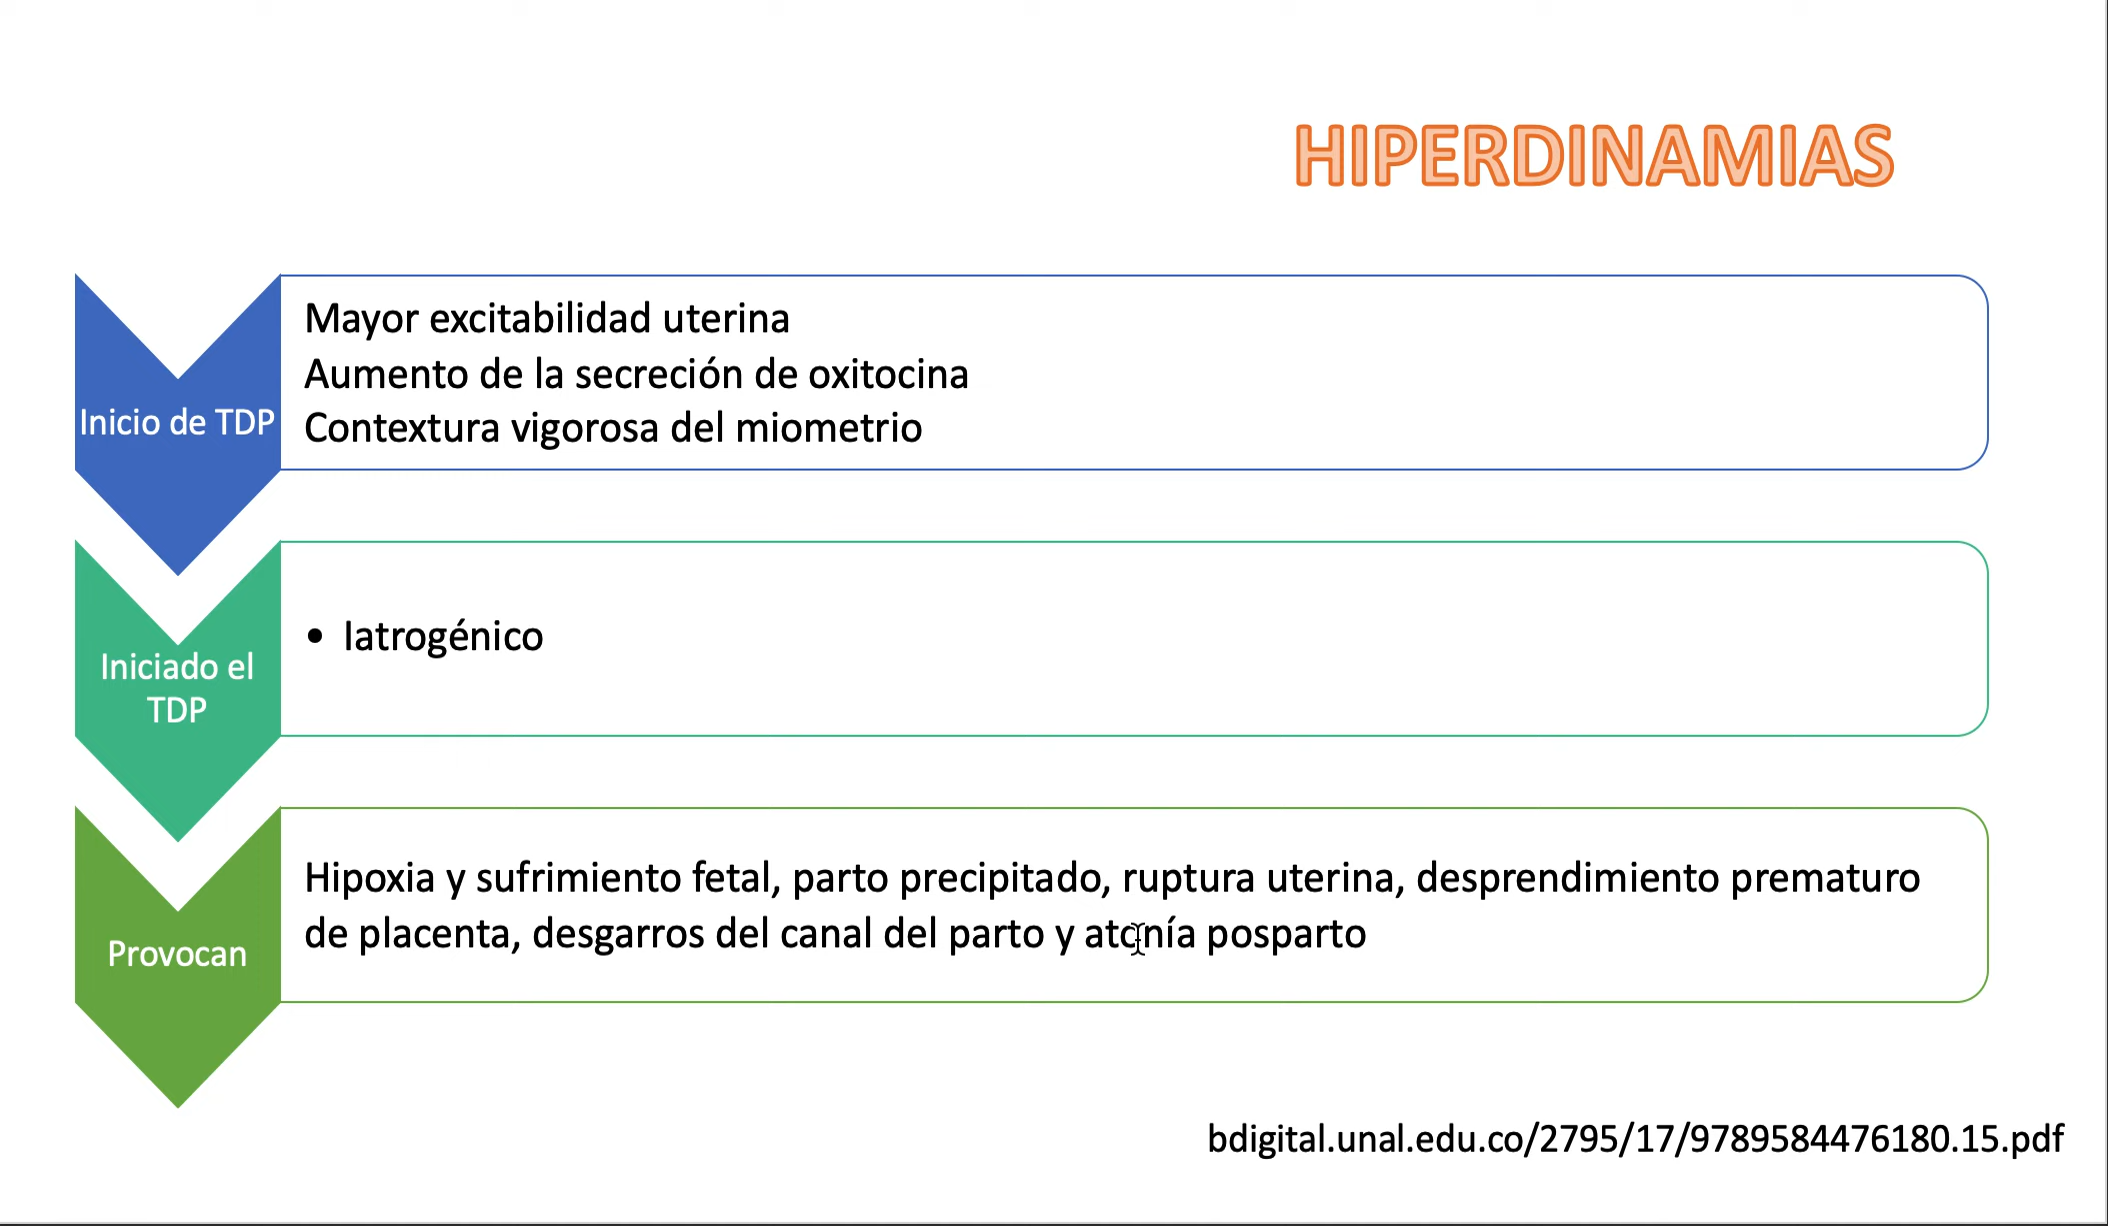 HIPERDINAMIAS
Inicio de TDP
Mayor excitabilidad uterina
Aumento de la secreción de oxitocina
Contextura vigorosa del miometrio
Iniciado el
TDP
• Iatrogénico
Provocan
Hipoxia y sufrimiento fetal, parto precipitado, ruptura uterina, desprendimiento prematuro
de placenta, desgarros del canal del parto y atonía posparto
bdigital.unal.edu.co/2795/17/9789584476180.15.pdf